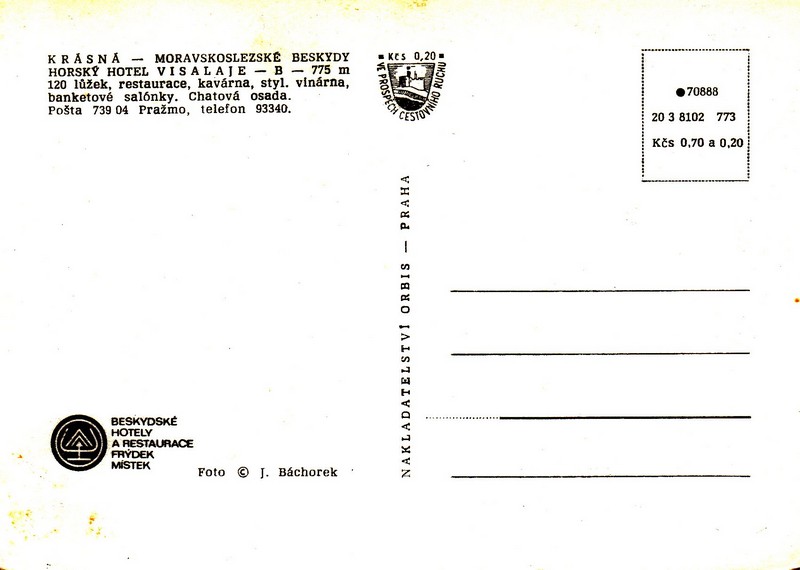 KRÁSNÁ — MORAVSKOSLEZSKÉ BESKYDY
HORSKÝ HOTEL VISALAJE — B — 775 m
120 lůžek, restaurace, kavárna, styl. vinárna,
banketové salónky. Chatová osada.
Pošta 739 04 Pražmo, telefon 93340.
Kčs 0,20
VE PROSPĚCH CESTOVNÍHO RUCHU
●70888
20 3 8102 773
Kčs 0,70 a 0,20
NAKLADATELSTVÍ ORBIS — PRAHA
BESKYDSKÉ
HOTELY
A RESTAURACE
FRÝDEK
MÍSTEK
Foto © J. Báchorek